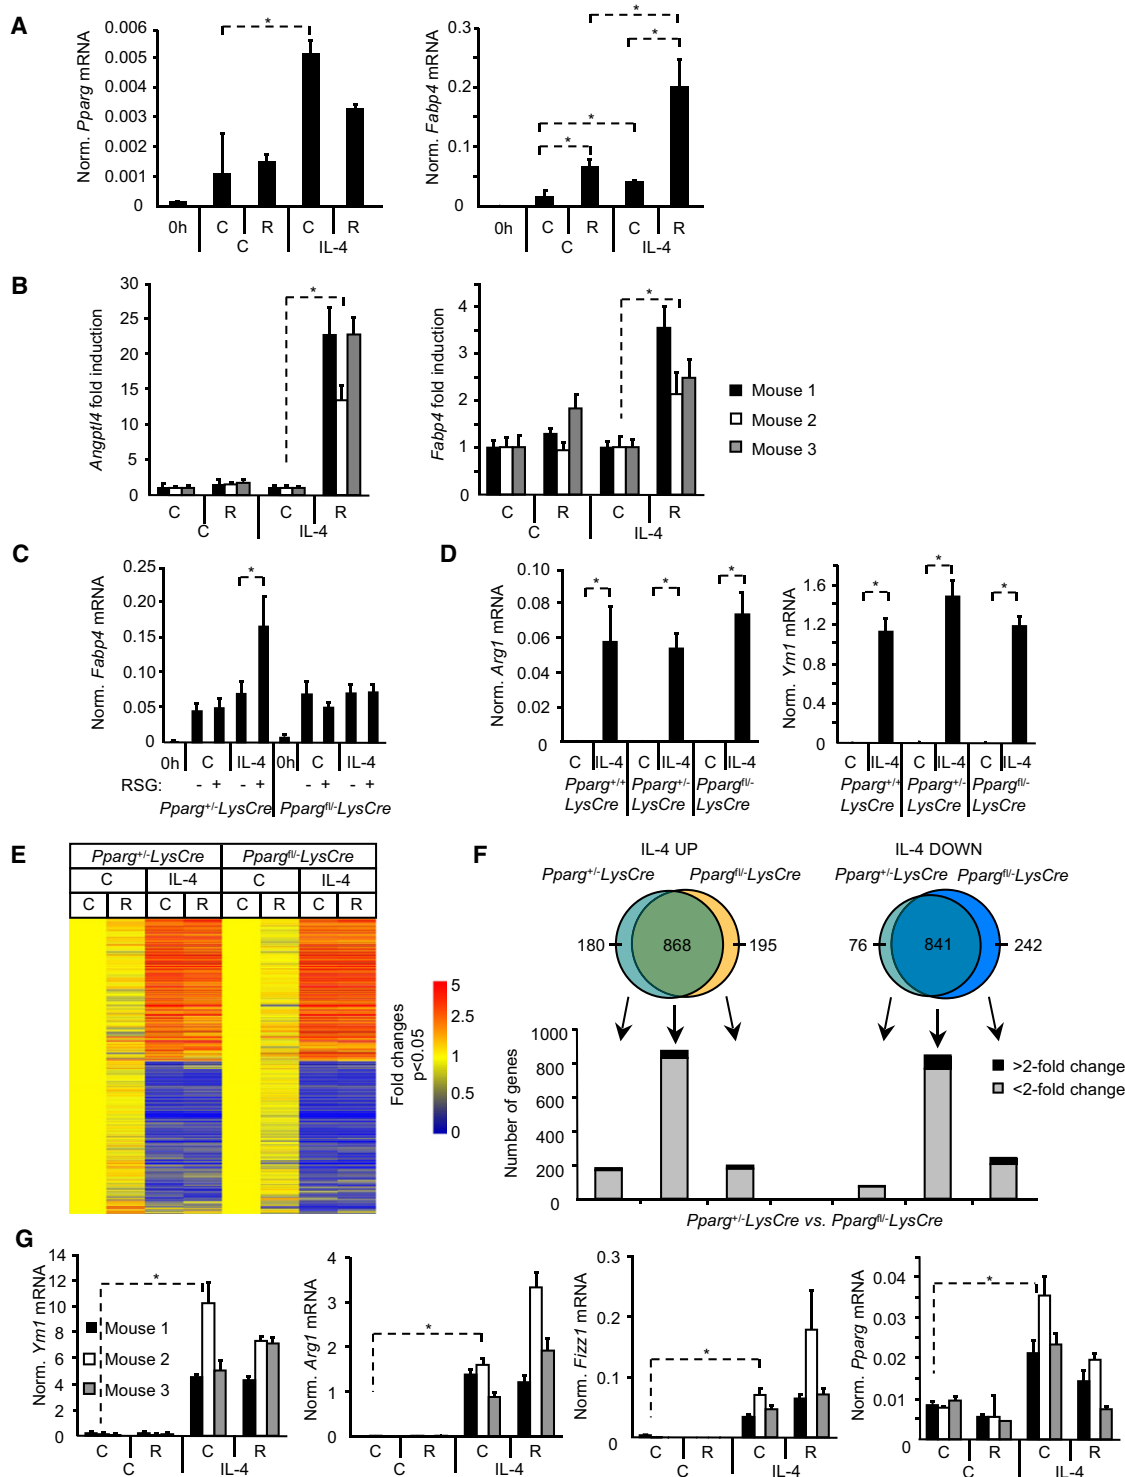 A
Norm. Pparg mRNA
0.006
0.005
0.004
0.003
0.002
0.001
0
*
0h C R C R
C IL-4
Norm. Fabp4 mRNA
0.3
0.2
0.1
0
*
*
*
*
0h C R C R
C IL-4
B
Angptl4 fold induction
30
25
20
15
10
5
0
*
C R C R
C IL-4
Fabp4 fold induction
4
3
2
1
0
*
C R C R
C IL-4
Mouse 1
Mouse 2
Mouse 3
C
Norm. Fabp4 mRNA
0.25
0.20
0.15
0.10
0.05
0
*
0h C IL-4 0h C IL-4
RSG: - + - + - + - +
Pparg+/-LysCre Ppargfl/-LysCre
D
Norm. Arg1 mRNA
0.10
0.08
0.06
0.04
0.02
0
* * *
C IL-4 C IL-4 C IL-4
Pparg+/+ Pparg+/- Ppargfl/-
LysCre LysCre LysCre
Norm. Ym1 mRNA
1.6
1.2
0.8
0.4
0
* * *
C IL-4 C IL-4 C IL-4
Pparg+/+ Pparg+/- Ppargfl/-
LysCre LysCre LysCre
E
Pparg+/-LysCre Ppargfl/-LysCre
C IL-4 C IL-4
C R C R C R C R
Fold changes
p<0.05
5
2.5
1
0.5
0
F
IL-4 UP
Pparg+/-LysCre Ppargfl/-LysCre
180 868 195
IL-4 DOWN
Pparg+/-LysCre Ppargfl/-LysCre
76 841 242
Number of genes
1000
800
600
400
200
0
>2-fold change
<2-fold change
Pparg+/-LysCre vs. Ppargfl/-LysCre
G
Norm. Ym1 mRNA
14
12
10
8
6
4
2
0
*
Mouse 1
Mouse 2
Mouse 3
C R C R
C IL-4
Norm. Arg1 mRNA
4
3
2
1
0
*
C R C R
C IL-4
Norm. Fizz1 mRNA
0.3
0.2
0.1
0
*
C R C R
C IL-4
Norm. Pparg mRNA
0.04
0.03
0.02
0.01
0
*
C R C R
C IL-4